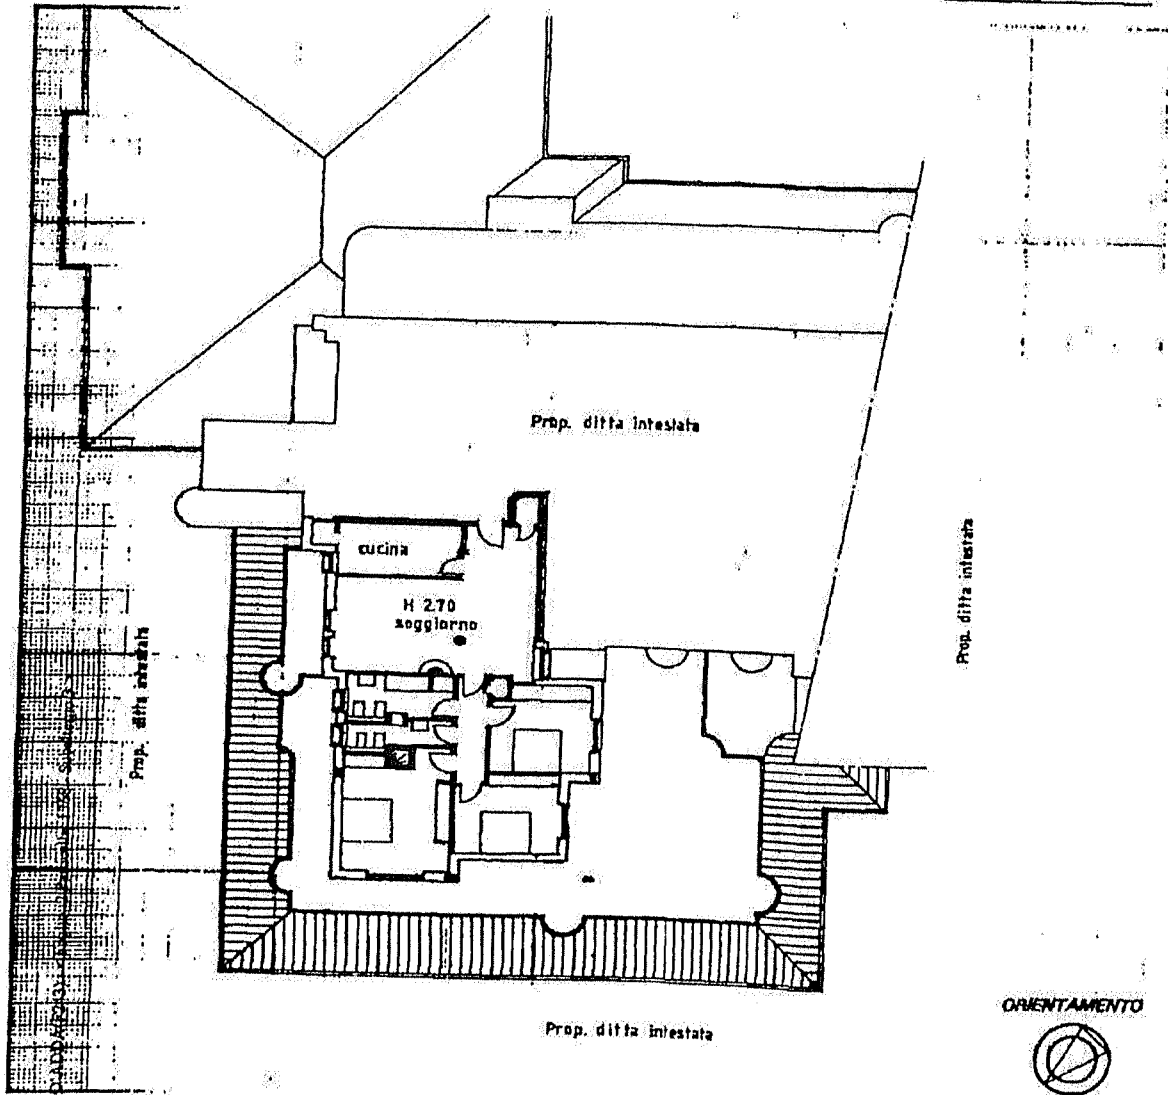 Prop. ditta intestata
cucina
H 2.70
soggiorno
Prop. ditta intestata
Prop. ditta intestata
Prop. ditta intestata
ORIENTAMENTO